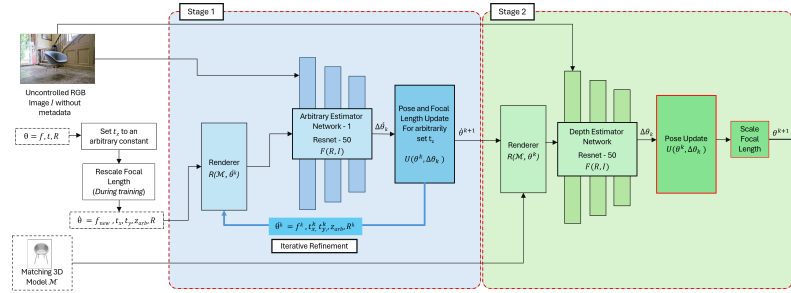 Stage 1
Stage 2
Uncontrolled RGB
Image I without
metadata
θ = f, t, R
Set t_z to an
arbitrary constant
Rescale Focal
Length
(During training)
θ̂ = f_new, t_x, t_y, z_arb, R
Matching 3D
Model ℳ
Renderer
R(ℳ, θ̂^k)
Arbitrary Estimator
Network - 1
Resnet - 50
F(R, I)
Δθ̂_k
Pose and Focal
Length Update
For arbitrarily
set t_z
U(θ^k, Δθ_k)
θ̂^k = f^k, t_x^k, t_y^k, z_arb, R^k
Iterative Refinement
θ̂^{k+1}
Renderer
R(ℳ, θ^k)
Depth Estimator
Network
Resnet - 50
F(R, I)
Δθ_k
Pose Update
U(θ^k, Δθ_k)
Scale
Focal
Length
θ^{k+1}